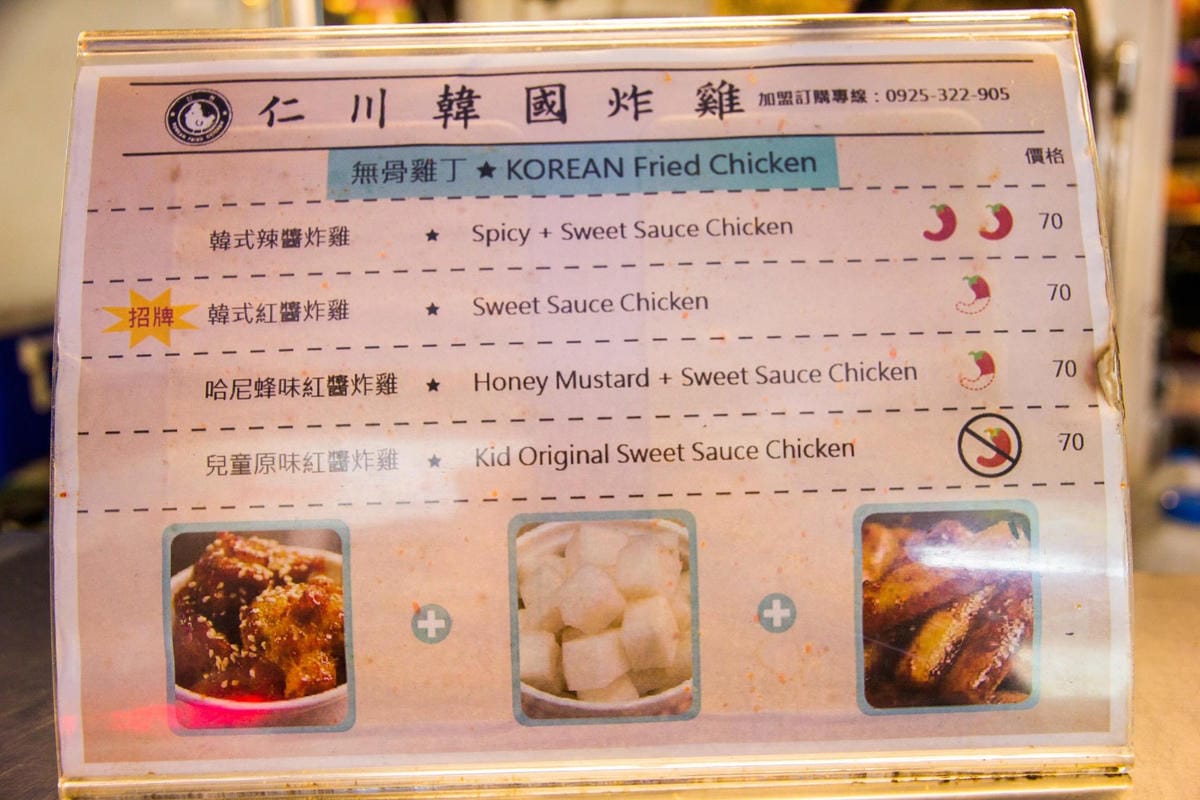 仁川韓國炸雞 加盟訂購專線：0925-322-905
KOREAN FRIED CHICKEN
無骨雞丁 ★ KOREAN Fried Chicken 價格
韓式辣醬炸雞 ★ Spicy + Sweet Sauce Chicken 70
招牌 韓式紅醬炸雞 ★ Sweet Sauce Chicken 70
哈尼蜂味紅醬炸雞 ★ Honey Mustard + Sweet Sauce Chicken 70
兒童原味紅醬炸雞 ★ Kid Original Sweet Sauce Chicken 70